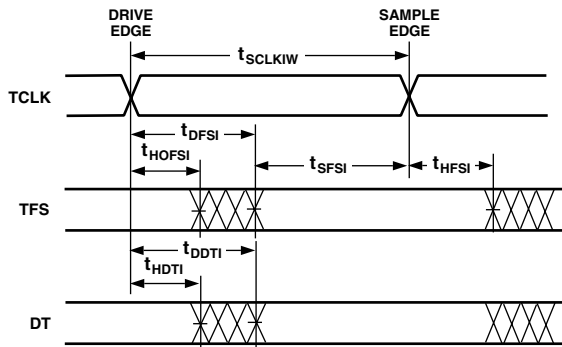 DRIVE
EDGE
SAMPLE
EDGE
tSCLKIW
TCLK
tDFSI
tHOFSI
tSFSI
tHFSI
TFS
tDDTI
tHDTI
DT